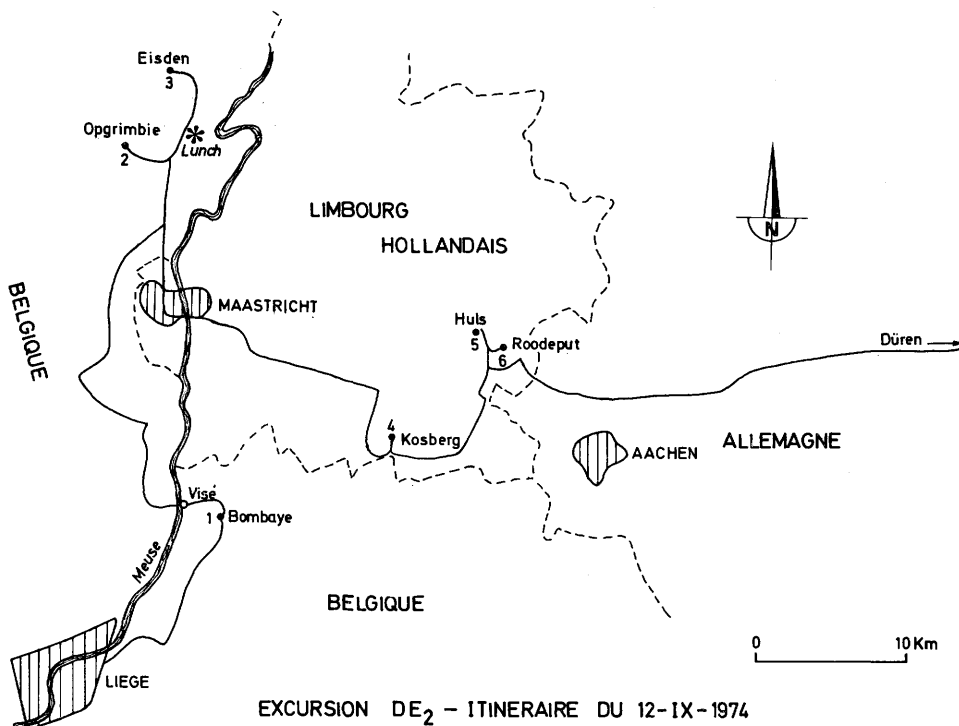 Eisden
3
Opgrimbie
2
Lunch
LIMBOURG
HOLLANDAIS
N
BELGIQUE
MAASTRICHT
Huls
5
Roodeput
6
Düren
4
Kosberg
ALLEMAGNE
AACHEN
Visé
1 Bombaye
Meuse
BELGIQUE
0 10 Km
LIEGE
EXCURSION DE₂ - ITINERAIRE DU 12-IX-1974